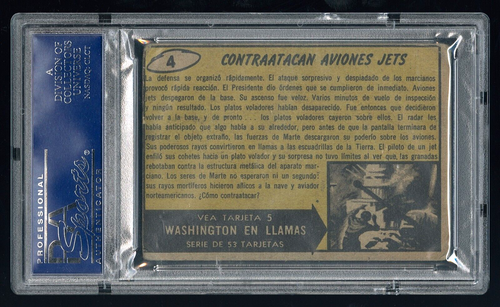 4
CONTRAATACAN AVIONES JETS
La defensa se organizó rápidamente. El ataque sorpresivo y despiadado de los marcianos
provocó rápida reacción. El Presidente dio órdenes que se cumplieron de inmediato. Aviones
Jets despegaron de la base. Su ascenso fue veloz. Varios minutos de vuelo de inspección
y ningún resultado. Los platos voladores habían desaparecido. Fue entonces que decidieron
volver a la base, y de pronto... los platos voladores cayeron sobre ellos. El radar les
había anticipado que algo había a su alrededor, pero antes de que la pantalla terminara de
registrar el objeto extraño, las fuerzas de Marte descargaron su poderío sobre los aviones.
Sus poderosos rayos convirtieron en llamas a las escuadrillas de la Tierra. El piloto de un jet
enfiló sus cohetes hacia un plato volador y su sorpresa no tuvo límites al ver que las granadas
rebotaban contra la estructura metálica del aparato mar-
ciano. Los seres de Marte no esperaron ni un segundo:
sus rayos mortíferos hicieron añicos a la nave y aviador
norteamericanos. ¿Cómo contraatacar?
VEA TARJETA 5
WASHINGTON EN LLAMAS
SERIE DE 53 TARJETAS
A
DIVISION OF
COLLECTORS
UNIVERSE
NASDAQ: CLCT
PROFESSIONAL
PSA
Sports
AUTHENTICATOR